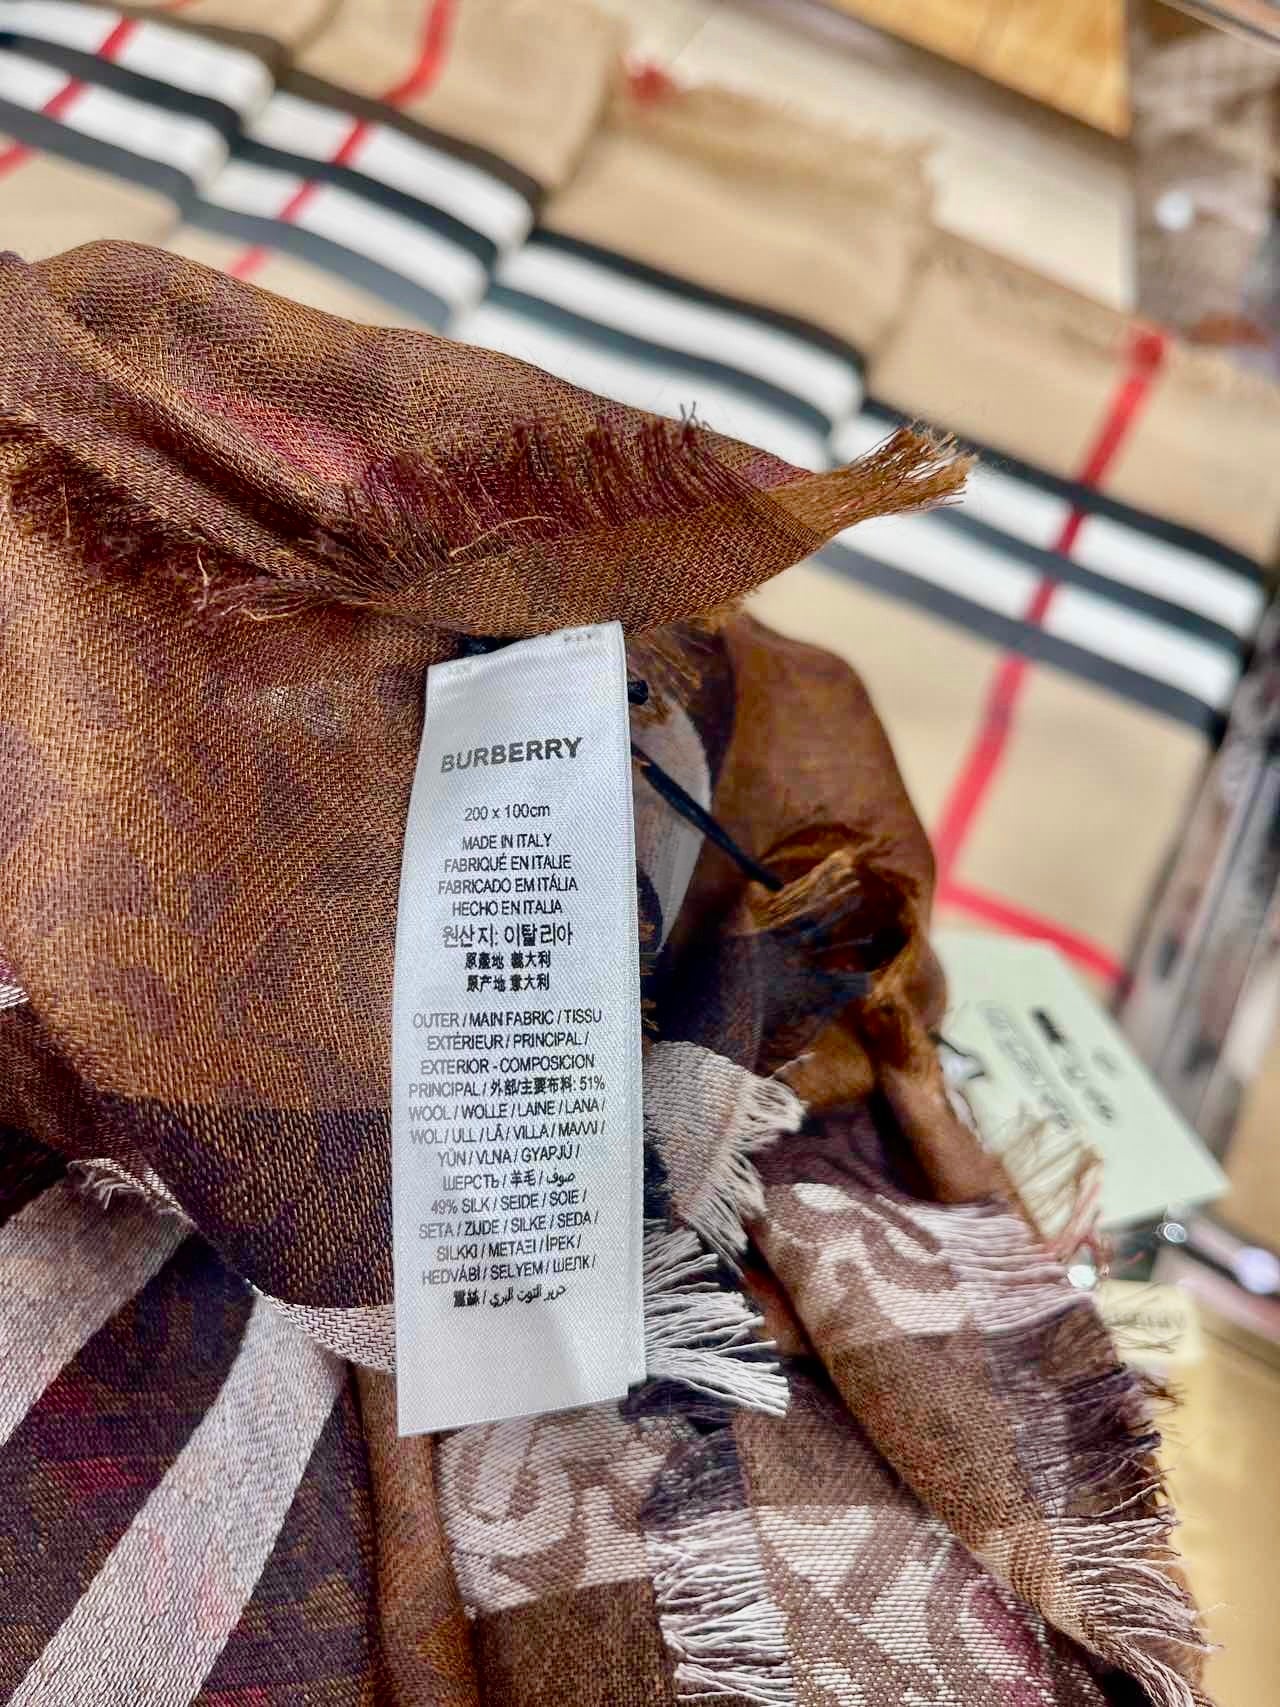 BURBERRY
200 x 100cm
MADE IN ITALY
FABRIQUÉ EN ITALIE
FABRICADO EM ITÁLIA
HECHO EN ITALIA
원산지: 이탈리아
原產地 義大利
原产地 意大利
OUTER / MAIN FABRIC / TISSU
EXTÉRIEUR / PRINCIPAL /
EXTERIOR - COMPOSICION
PRINCIPAL / 外部/主要布料: 51%
WOOL / WOLLE / LAINE / LANA /
WOL / ULL / LÃ / VILLA / ΜΑΛΛΙ /
YÜN / VLNA / GYAPJÚ /
ШЕРСТЬ / 羊毛 / صوف
49% SILK / SEIDE / SOIE /
SETA / ZIJDE / SILKE / SEDA /
SILKKI / ΜΕΤΑΞΙ / İPEK /
HEDVÁBÍ / SELYEM / ШЕЛК /
蠶絲 / حرير التوت البري